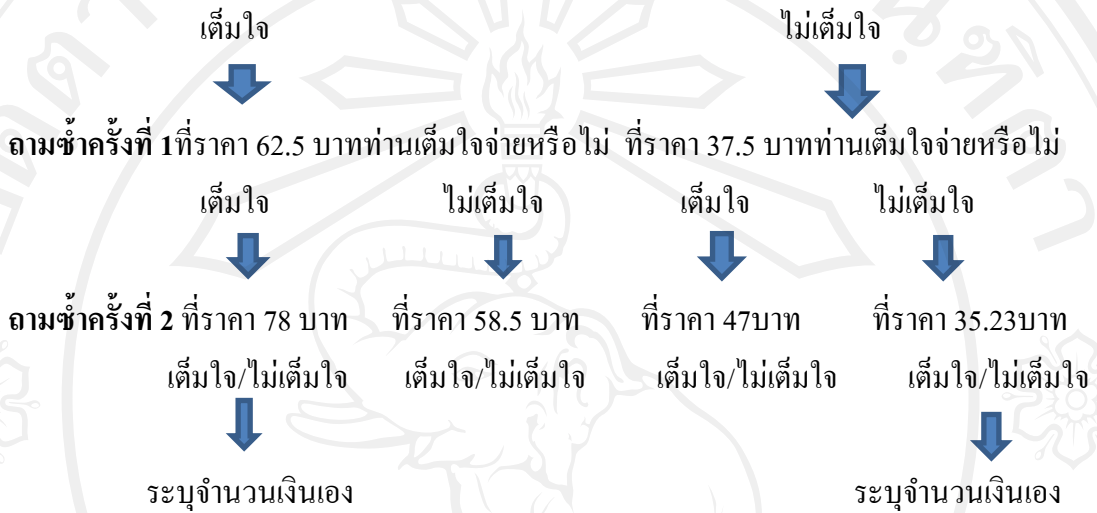 เต็มใจ ไม่เต็มใจ
ถามซ้ำครั้งที่ 1ที่ราคา 62.5 บาทท่านเต็มใจจ่ายหรือไม่ ที่ราคา 37.5 บาทท่านเต็มใจจ่ายหรือไม่
เต็มใจ ไม่เต็มใจ เต็มใจ ไม่เต็มใจ
ถามซ้ำครั้งที่ 2 ที่ราคา 78 บาท ที่ราคา 58.5 บาท ที่ราคา 47บาท ที่ราคา 35.23บาท
เต็มใจ/ไม่เต็มใจ เต็มใจ/ไม่เต็มใจ เต็มใจ/ไม่เต็มใจ เต็มใจ/ไม่เต็มใจ
ระบุจำนวนเงินเอง ระบุจำนวนเงินเอง